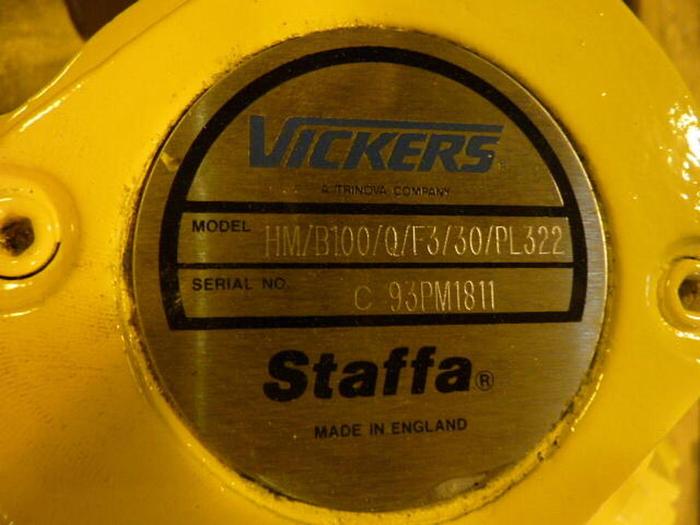 VICKERS
A TRINOVA COMPANY
MODEL HM/B100/Q/F3/30/PL322
SERIAL NO. C 93PM1811
Staffa®
MADE IN ENGLAND